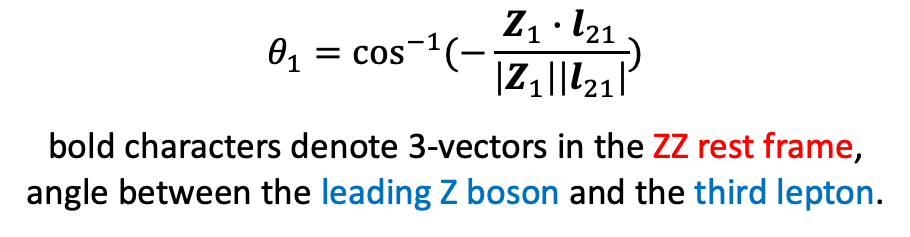 θ₁ = cos⁻¹(− Z₁ · l₂₁ / |Z₁||l₂₁|)
bold characters denote 3-vectors in the ZZ rest frame,
angle between the leading Z boson and the third lepton.